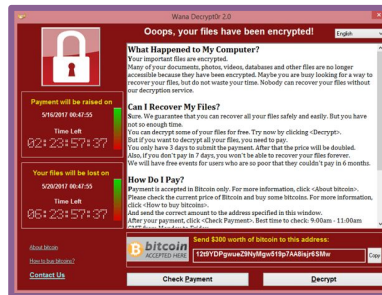 Wana Decrypt0r 2.0
Ooops, your files have been encrypted!
English
What Happened to My Computer?
Your important files are encrypted.
Many of your documents, photos, videos, databases and other files are no longer
accessible because they have been encrypted. Maybe you are busy looking for a way to
recover your files, but do not waste your time. Nobody can recover your files without
our decryption service.
Can I Recover My Files?
Sure. We guarantee that you can recover all your files safely and easily. But you have
not so enough time.
You can decrypt some of your files for free. Try now by clicking <Decrypt>.
But if you want to decrypt all your files, you need to pay.
You only have 3 days to submit the payment. After that the price will be doubled.
Also, if you don't pay in 7 days, you won't be able to recover your files forever.
We will have free events for users who are so poor that they couldn't pay in 6 months.
How Do I Pay?
Payment is accepted in Bitcoin only. For more information, click <About bitcoin>.
Please check the current price of Bitcoin and buy some bitcoins. For more information,
click <How to buy bitcoins>.
And send the correct amount to the address specified in this window.
After your payment, click <Check Payment>. Best time to check: 9:00am - 11:00am
GMT from Monday to Friday.
Payment will be raised on
5/16/2017 00:47:55
Time Left
02:23:57:37
Your files will be lost on
5/20/2017 00:47:55
Time Left
06:23:57:37
About bitcoin
How to buy bitcoins?
Contact Us
bitcoin
ACCEPTED HERE
Send $300 worth of bitcoin to this address:
12t9YDPgwueZ9NyMgw519p7AA8isjr6SMw
Copy
Check Payment
Decrypt